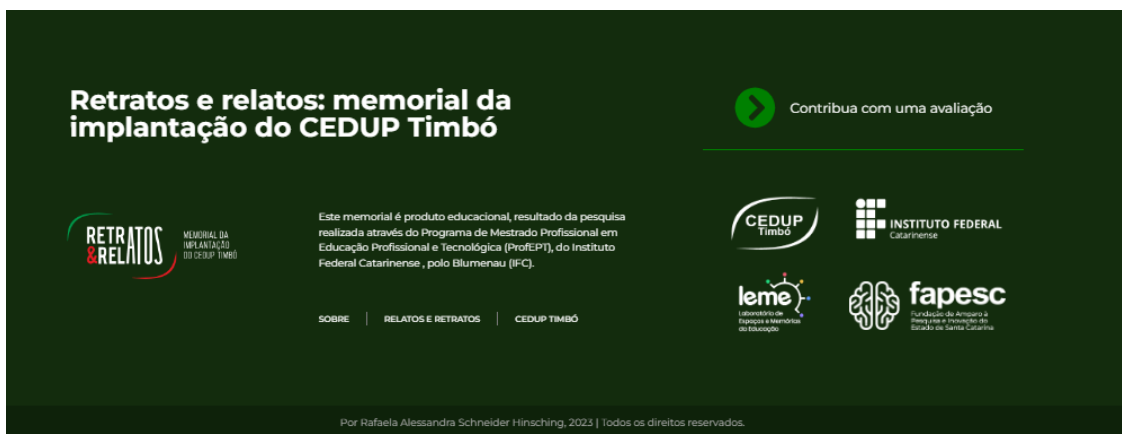 Retratos e relatos: memorial da
implantação do CEDUP Timbó
Contribua com uma avaliação
RETRATOS
&RELATOS
MEMORIAL DA
IMPLANTAÇÃO
DO CEDUP TIMBÓ
Este memorial é produto educacional, resultado da pesquisa
realizada através do Programa de Mestrado Profissional em
Educação Profissional e Tecnológica (ProfEPT), do Instituto
Federal Catarinense , polo Blumenau (IFC).
SOBRE
RELATOS E RETRATOS
CEDUP TIMBÓ
CEDUP
Timbó
INSTITUTO FEDERAL
Catarinense
leme
Laboratório de
Espaços e Memórias
da Educação
fapesc
Fundação de Amparo à
Pesquisa e Inovação do
Estado de Santa Catarina
Por Rafaela Alessandra Schneider Hinsching, 2023 | Todos os direitos reservados.